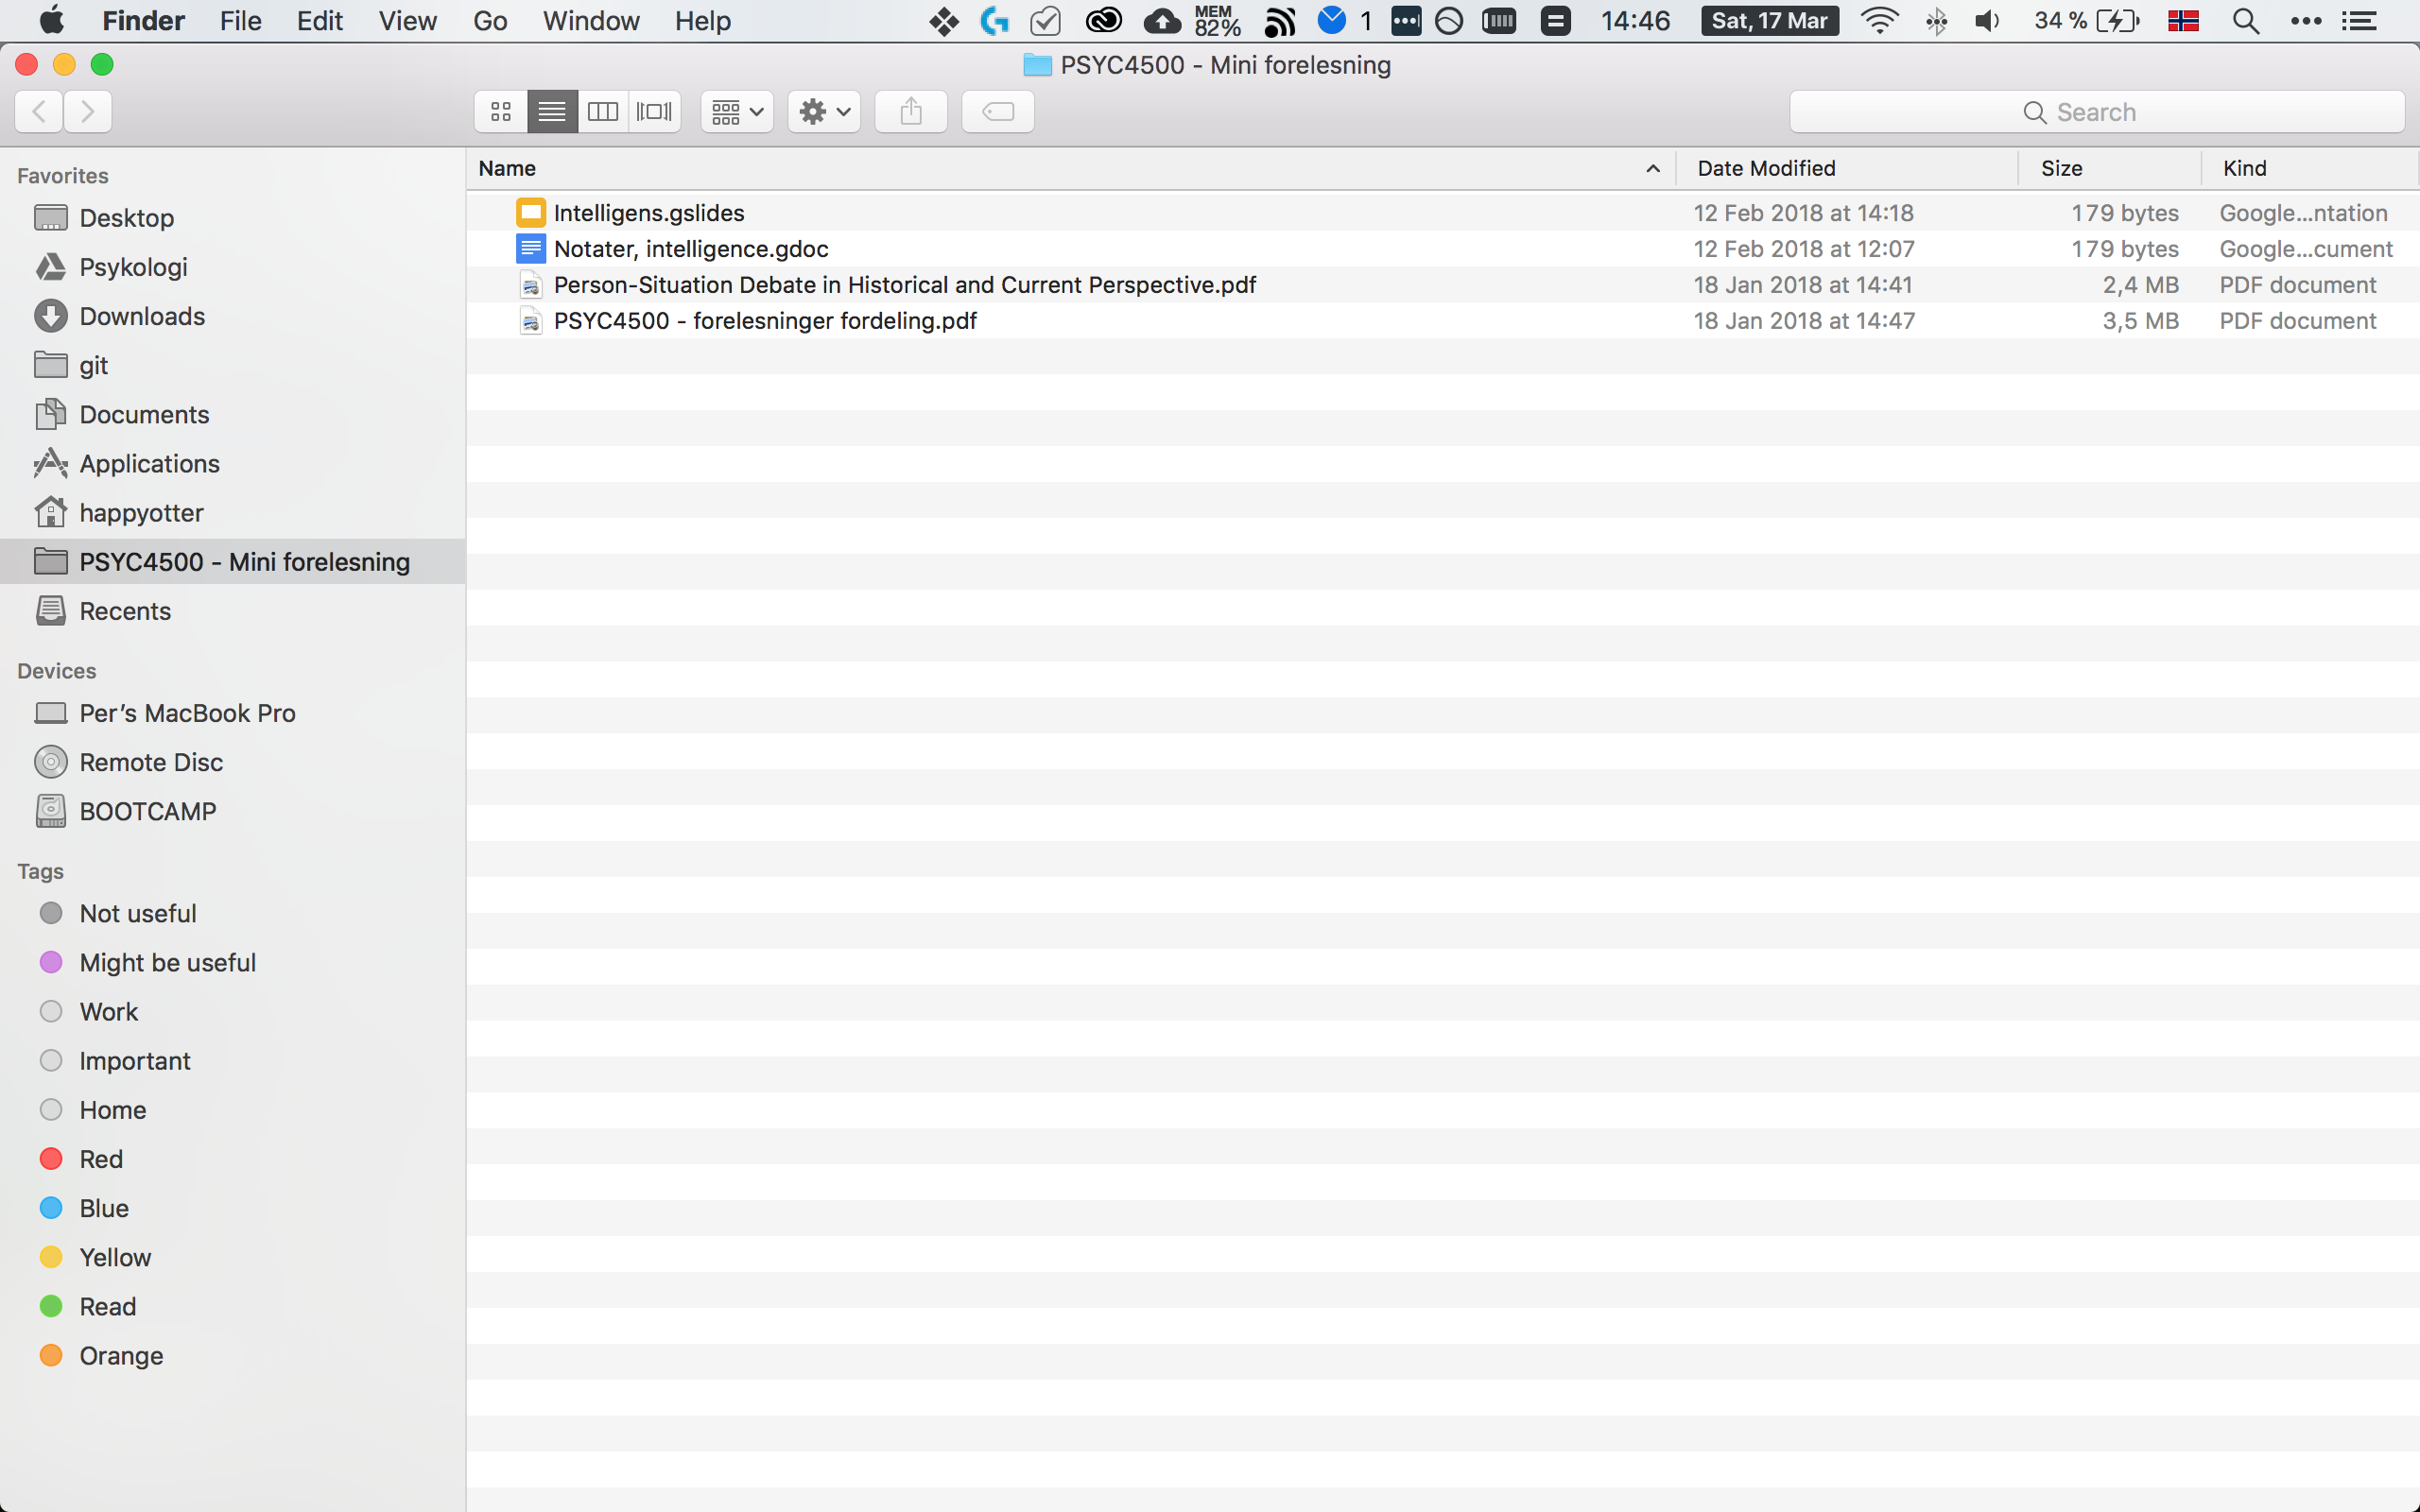 Finder File Edit View Go Window Help MEM 82% 1 14:46 Sat, 17 Mar 34 %
PSYC4500 - Mini forelesning
Search
Favorites
Desktop
Psykologi
Downloads
git
Documents
Applications
happyotter
PSYC4500 - Mini forelesning
Recents
Devices
Per’s MacBook Pro
Remote Disc
BOOTCAMP
Tags
Not useful
Might be useful
Work
Important
Home
Red
Blue
Yellow
Read
Orange
Name Date Modified Size Kind
Intelligens.gslides 12 Feb 2018 at 14:18 179 bytes Google...ntation
Notater, intelligence.gdoc 12 Feb 2018 at 12:07 179 bytes Google...cument
Person-Situation Debate in Historical and Current Perspective.pdf 18 Jan 2018 at 14:41 2,4 MB PDF document
PSYC4500 - forelesninger fordeling.pdf 18 Jan 2018 at 14:47 3,5 MB PDF document